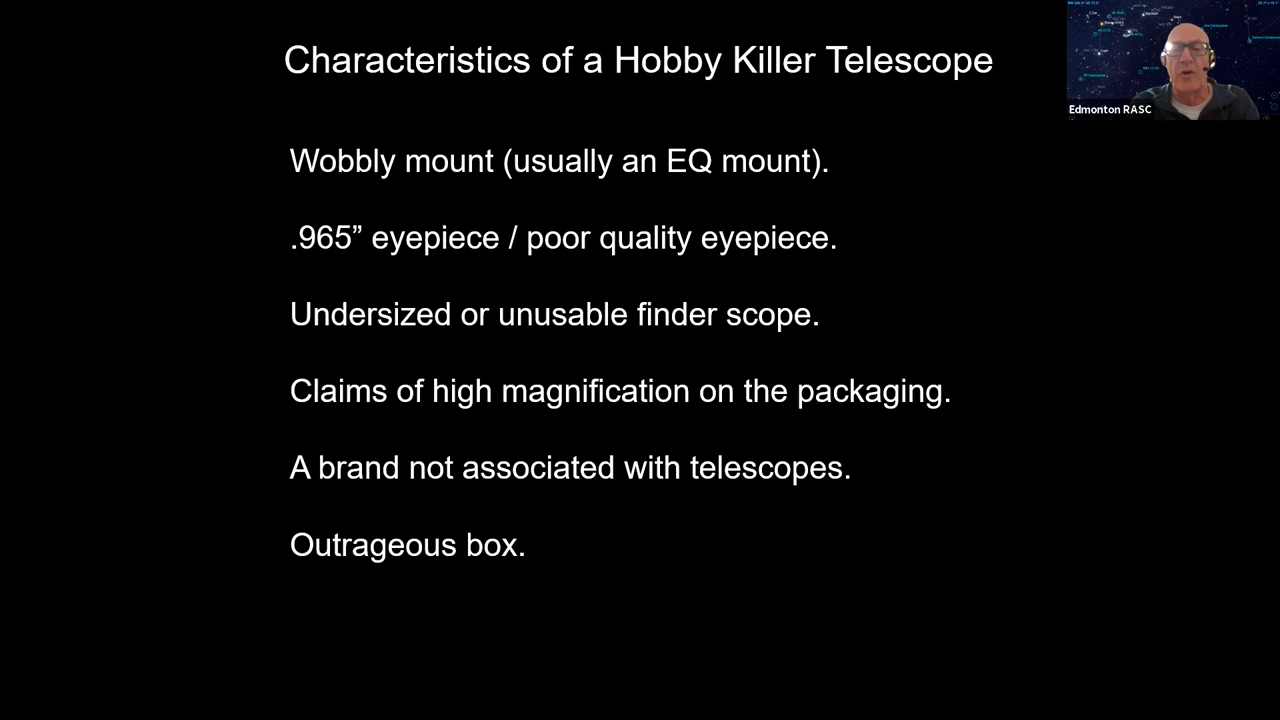 Characteristics of a Hobby Killer Telescope
Wobbly mount (usually an EQ mount).
.965” eyepiece / poor quality eyepiece.
Undersized or unusable finder scope.
Claims of high magnification on the packaging.
A brand not associated with telescopes.
Outrageous box.
Edmonton RASC